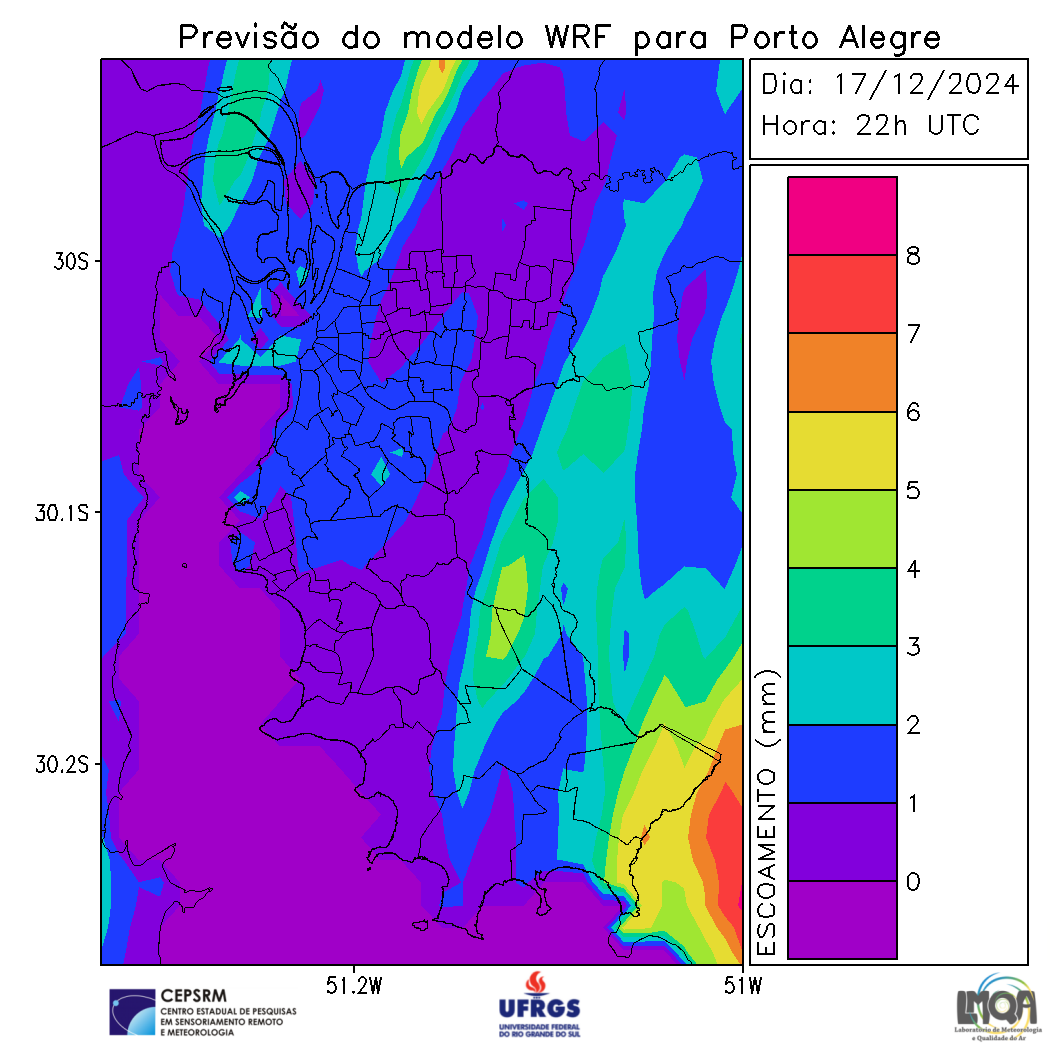 Previsão do modelo WRF para Porto Alegre
Dia: 17/12/2024
Hora: 22h UTC
8
7
6
5
4
3
2
1
0
ESCOAMENTO (mm)
30S
30.1S
30.2S
51.2W
51W
CEPSRM
CENTRO ESTADUAL DE PESQUISAS
EM SENSORIAMENTO REMOTO
E METEOROLOGIA
UFRGS
UNIVERSIDADE FEDERAL
DO RIO GRANDE DO SUL
LMQA
Laboratório de Meteorologia
e Qualidade do Ar